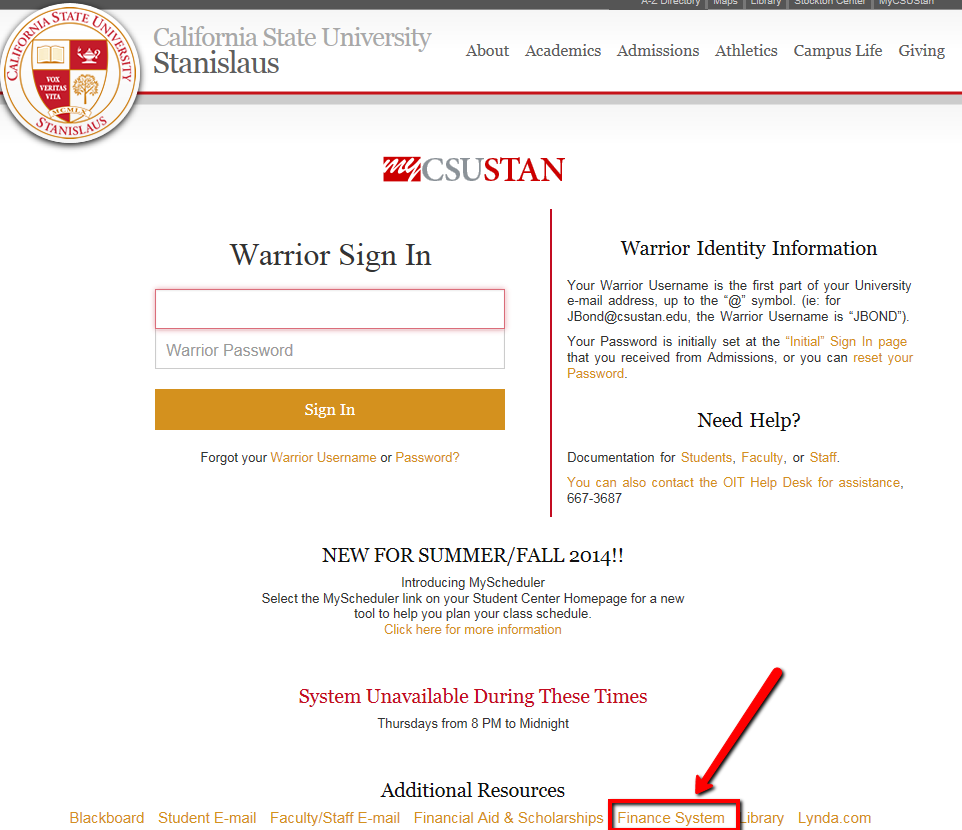 A-Z Directory | Maps | Library | Stockton Center | MyCSUStan
CALIFORNIA STATE UNIVERSITY
STANISLAUS
VOX
VERITAS
VITA
MCMLX
California State University
Stanislaus
About Academics Admissions Athletics Campus Life Giving
myCSUSTAN
Warrior Sign In
Warrior Password
Sign In
Forgot your Warrior Username or Password?
Warrior Identity Information
Your Warrior Username is the first part of your University
e-mail address, up to the “@” symbol. (ie: for
JBond@csustan.edu, the Warrior Username is “JBOND”).
Your Password is initially set at the “Initial” Sign In page
that you received from Admissions, or you can reset your
Password.
Need Help?
Documentation for Students, Faculty, or Staff.
You can also contact the OIT Help Desk for assistance,
667-3687
NEW FOR SUMMER/FALL 2014!!
Introducing MyScheduler
Select the MyScheduler link on your Student Center Homepage for a new
tool to help you plan your class schedule.
Click here for more information
System Unavailable During These Times
Thursdays from 8 PM to Midnight
Additional Resources
Blackboard Student E-mail Faculty/Staff E-mail Financial Aid & Scholarships Finance System Library Lynda.com